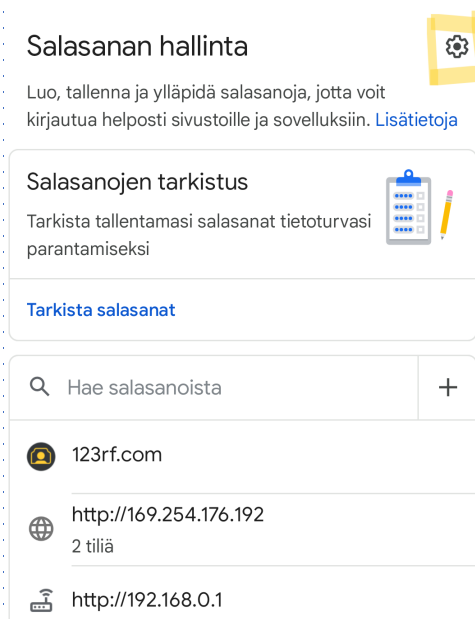 Salasanan hallinta
Luo, tallenna ja ylläpidä salasanoja, jotta voit
kirjautua helposti sivustoille ja sovelluksiin. Lisätietoja
Salasanojen tarkistus
Tarkista tallentamasi salasanat tietoturvasi
parantamiseksi
Tarkista salasanat
Hae salasanoista
123rf.com
http://169.254.176.192
2 tiliä
http://192.168.0.1